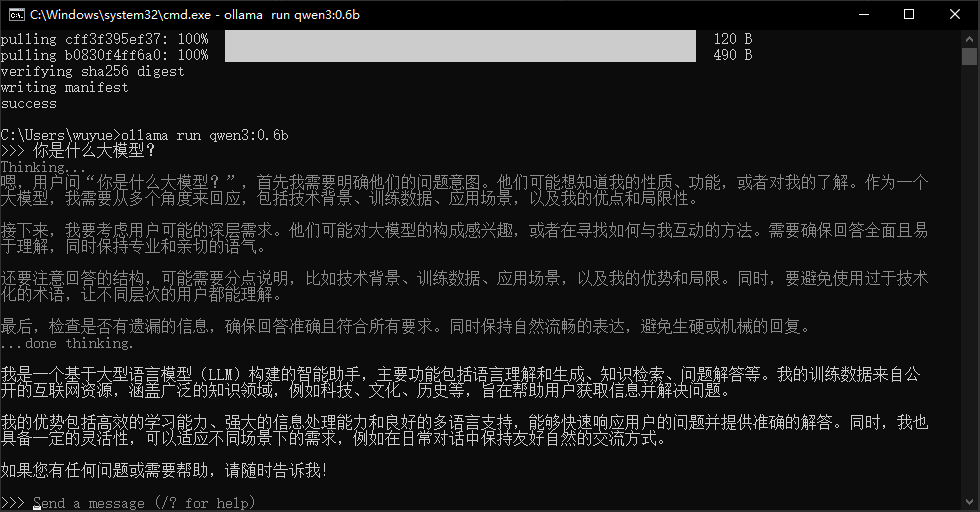 C:\Windows\system32\cmd.exe - ollama  run qwen3:0.6b
pulling cff3f395ef37: 100%  120 B
pulling b0830f4ff6a0: 100%  490 B
verifying sha256 digest
writing manifest
success
C:\Users\wuyue>ollama run qwen3:0.6b
>>> 你是什么大模型？
Thinking...
嗯，用户问“你是什么大模型？”，首先我需要明确他们的问题意图。他们可能想知道我的性质、功能，或者对我的了解。作为一个
大模型，我需要从多个角度来回应，包括技术背景、训练数据、应用场景，以及我的优点和局限性。
接下来，我要考虑用户可能的深层需求。他们可能对大模型的构成感兴趣，或者在寻找如何与我互动的方法。需要确保回答全面且易
于理解，同时保持专业和亲切的语气。
还要注意回答的结构，可能需要分点说明，比如技术背景、训练数据、应用场景，以及我的优势和局限。同时，要避免使用过于技术
化的术语，让不同层次的用户都能理解。
最后，检查是否有遗漏的信息，确保回答准确且符合所有要求。同时保持自然流畅的表达，避免生硬或机械的回复。
...done thinking.
我是一个基于大型语言模型（LLM）构建的智能助手，主要功能包括语言理解和生成、知识检索、问题解答等。我的训练数据来自公
开的互联网资源，涵盖广泛的知识领域，例如科技、文化、历史等，旨在帮助用户获取信息并解决问题。
我的优势包括高效的学习能力、强大的信息处理能力和良好的多语言支持，能够快速响应用户的问题并提供准确的解答。同时，我也
具备一定的灵活性，可以适应不同场景下的需求，例如在日常对话中保持友好自然的交流方式。
如果您有任何问题或需要帮助，请随时告诉我！
>>> Send a message (/? for help)